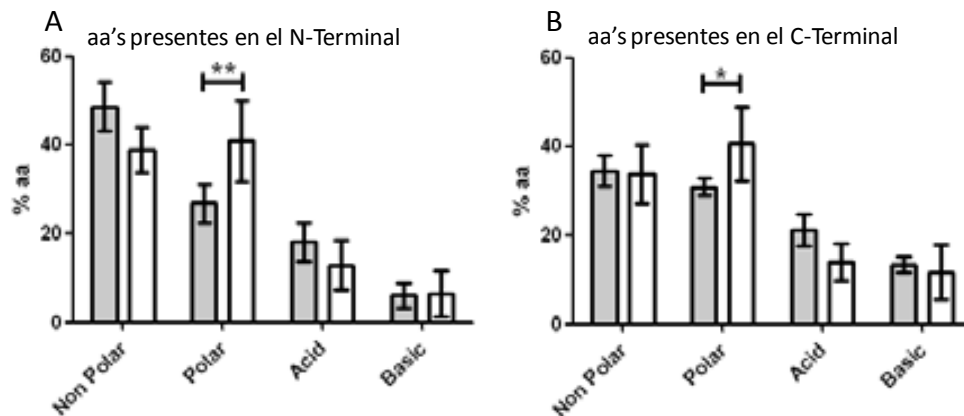 A
aa's presentes en el N-Terminal
60
40
20
0
% aa
**
Non Polar
Polar
Acid
Basic
B
aa's presentes en el C-Terminal
60
40
20
0
% aa
*
Non Polar
Polar
Acid
Basic